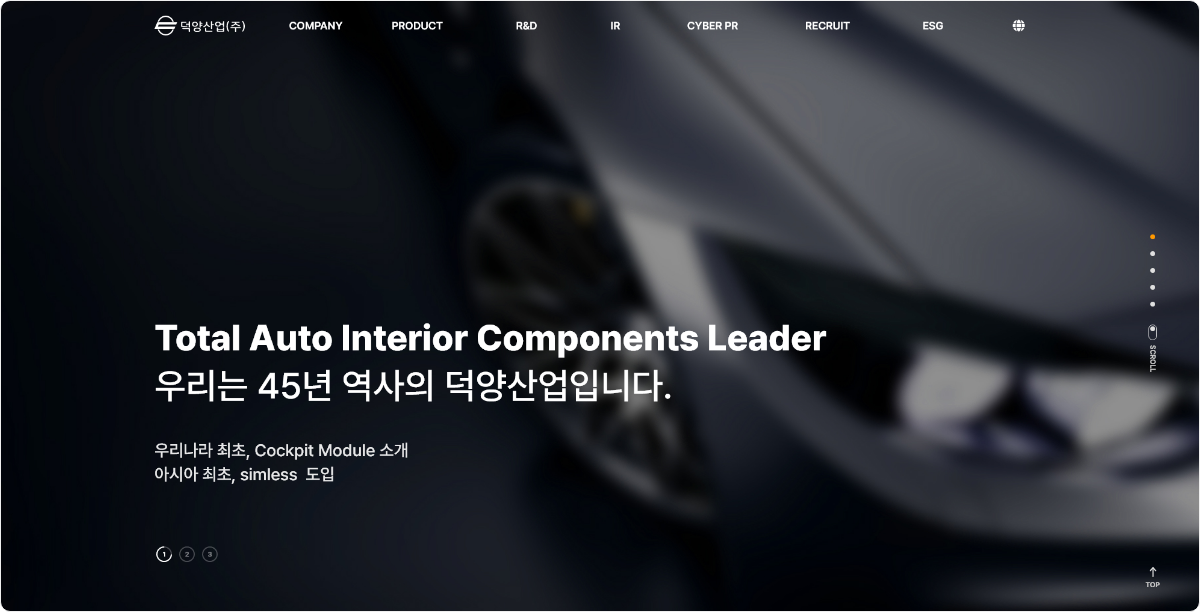 덕양산업(주) COMPANY PRODUCT R&D IR CYBER PR RECRUIT ESG
Total Auto Interior Components Leader
우리는 45년 역사의 덕양산업입니다.
우리나라 최초, Cockpit Module 소개
아시아 최초, simless 도입
1 2 3
SCROLL
TOP